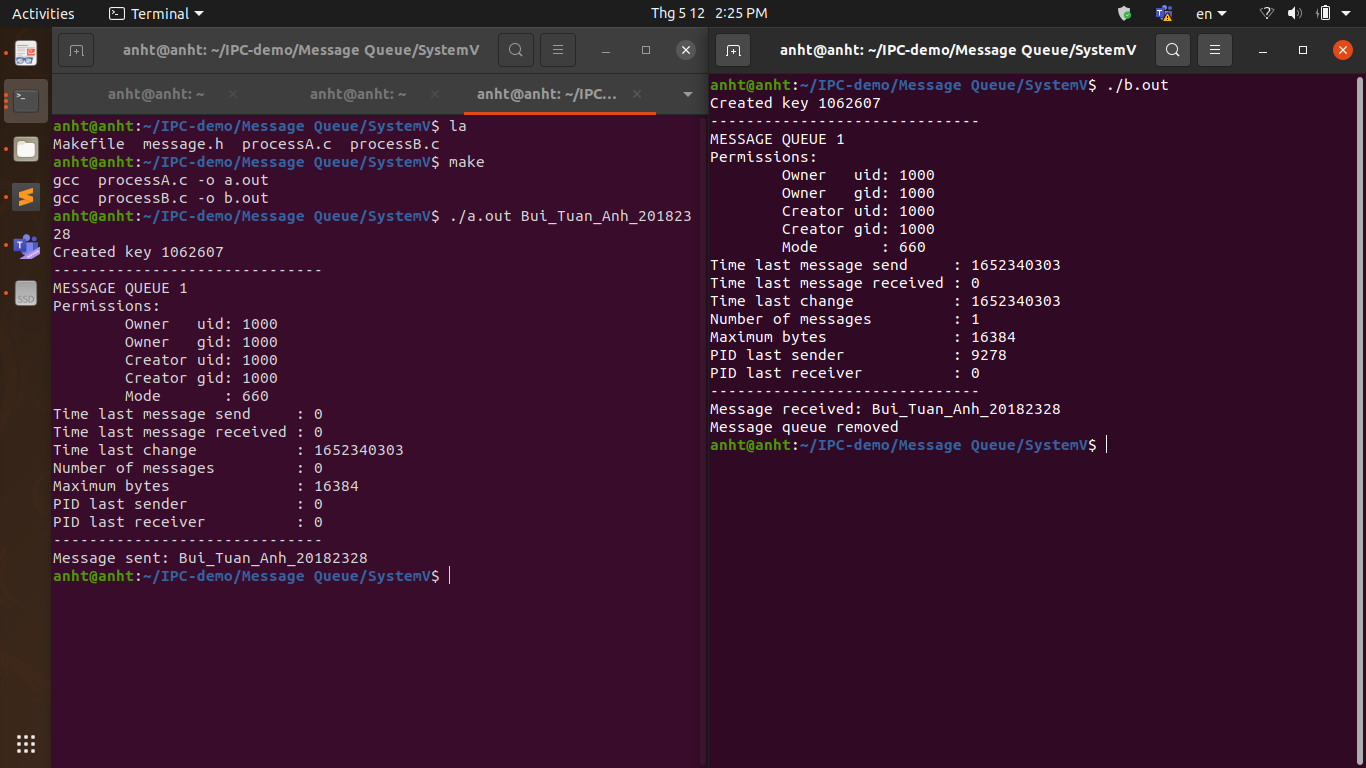 Activities
Terminal
Thg 5 12 2:25 PM
en
anht@anht: ~/IPC-demo/Message Queue/SystemV
anht@anht: ~
anht@anht: ~
anht@anht: ~/IPC...
anht@anht:~/IPC-demo/Message Queue/SystemV$ la
Makefile  message.h  processA.c  processB.c
anht@anht:~/IPC-demo/Message Queue/SystemV$ make
gcc  processA.c -o a.out
gcc  processB.c -o b.out
anht@anht:~/IPC-demo/Message Queue/SystemV$ ./a.out Bui_Tuan_Anh_201823
28
Created key 1062607
------------------------------
MESSAGE QUEUE 1
Permissions:
        Owner   uid: 1000
        Owner   gid: 1000
        Creator uid: 1000
        Creator gid: 1000
        Mode       : 660
Time last message send     : 0
Time last message received : 0
Time last change           : 1652340303
Number of messages         : 0
Maximum bytes              : 16384
PID last sender            : 0
PID last receiver          : 0
------------------------------
Message sent: Bui_Tuan_Anh_20182328
anht@anht:~/IPC-demo/Message Queue/SystemV$
anht@anht: ~/IPC-demo/Message Queue/SystemV
anht@anht:~/IPC-demo/Message Queue/SystemV$ ./b.out
Created key 1062607
------------------------------
MESSAGE QUEUE 1
Permissions:
        Owner   uid: 1000
        Owner   gid: 1000
        Creator uid: 1000
        Creator gid: 1000
        Mode       : 660
Time last message send     : 1652340303
Time last message received : 0
Time last change           : 1652340303
Number of messages         : 1
Maximum bytes              : 16384
PID last sender            : 9278
PID last receiver          : 0
------------------------------
Message received: Bui_Tuan_Anh_20182328
Message queue removed
anht@anht:~/IPC-demo/Message Queue/SystemV$
SSD